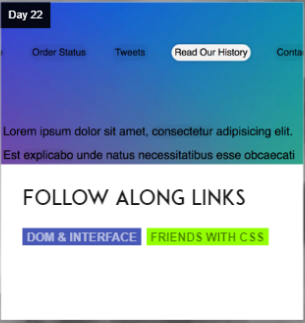 Day 22
Order Status Tweets Read Our History
Lorem ipsum dolor sit amet, consectetur adipisicing elit.
Est explicabo unde natus necessitatibus esse obcaecati
FOLLOW ALONG LINKS
DOM & INTERFACE FRIENDS WITH CSS